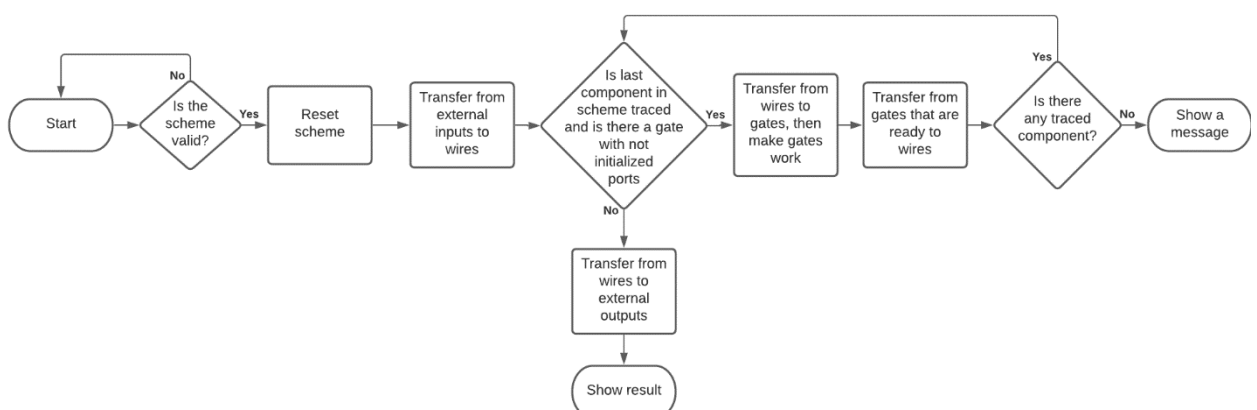 Start
No
Is the
scheme
valid?
Yes
Reset
scheme
Transfer from
external
inputs to
wires
Is last
component in
scheme traced
and is there a gate
with not
initialized
ports
Yes
Transfer from
wires to
gates, then
make gates
work
Transfer from
gates that are
ready to
wires
Yes
Is there
any traced
component?
No
Show a
message
No
Transfer from
wires to
external
outputs
Show result